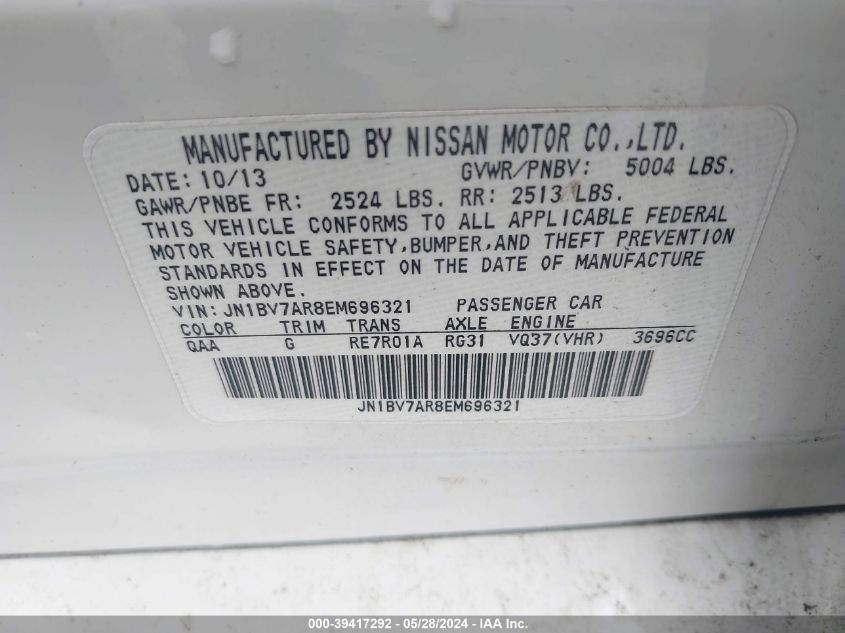 MANUFACTURED BY NISSAN MOTOR CO.,LTD.
DATE: 10/13 GVWR/PNBV: 5004 LBS.
GAWR/PNBE FR: 2524 LBS. RR: 2513 LBS.
THIS VEHICLE CONFORMS TO ALL APPLICABLE FEDERAL
MOTOR VEHICLE SAFETY,BUMPER,AND THEFT PREVENTION
STANDARDS IN EFFECT ON THE DATE OF MANUFACTURE
SHOWN ABOVE.
VIN: JN1BV7AR8EM696321 PASSENGER CAR
COLOR TRIM TRANS AXLE ENGINE
QAA G RE7R01A RG31 VQ37(VHR) 3696CC
JN1BV7AR8EM696321
000-39417292 - 05/28/2024 - IAA Inc.